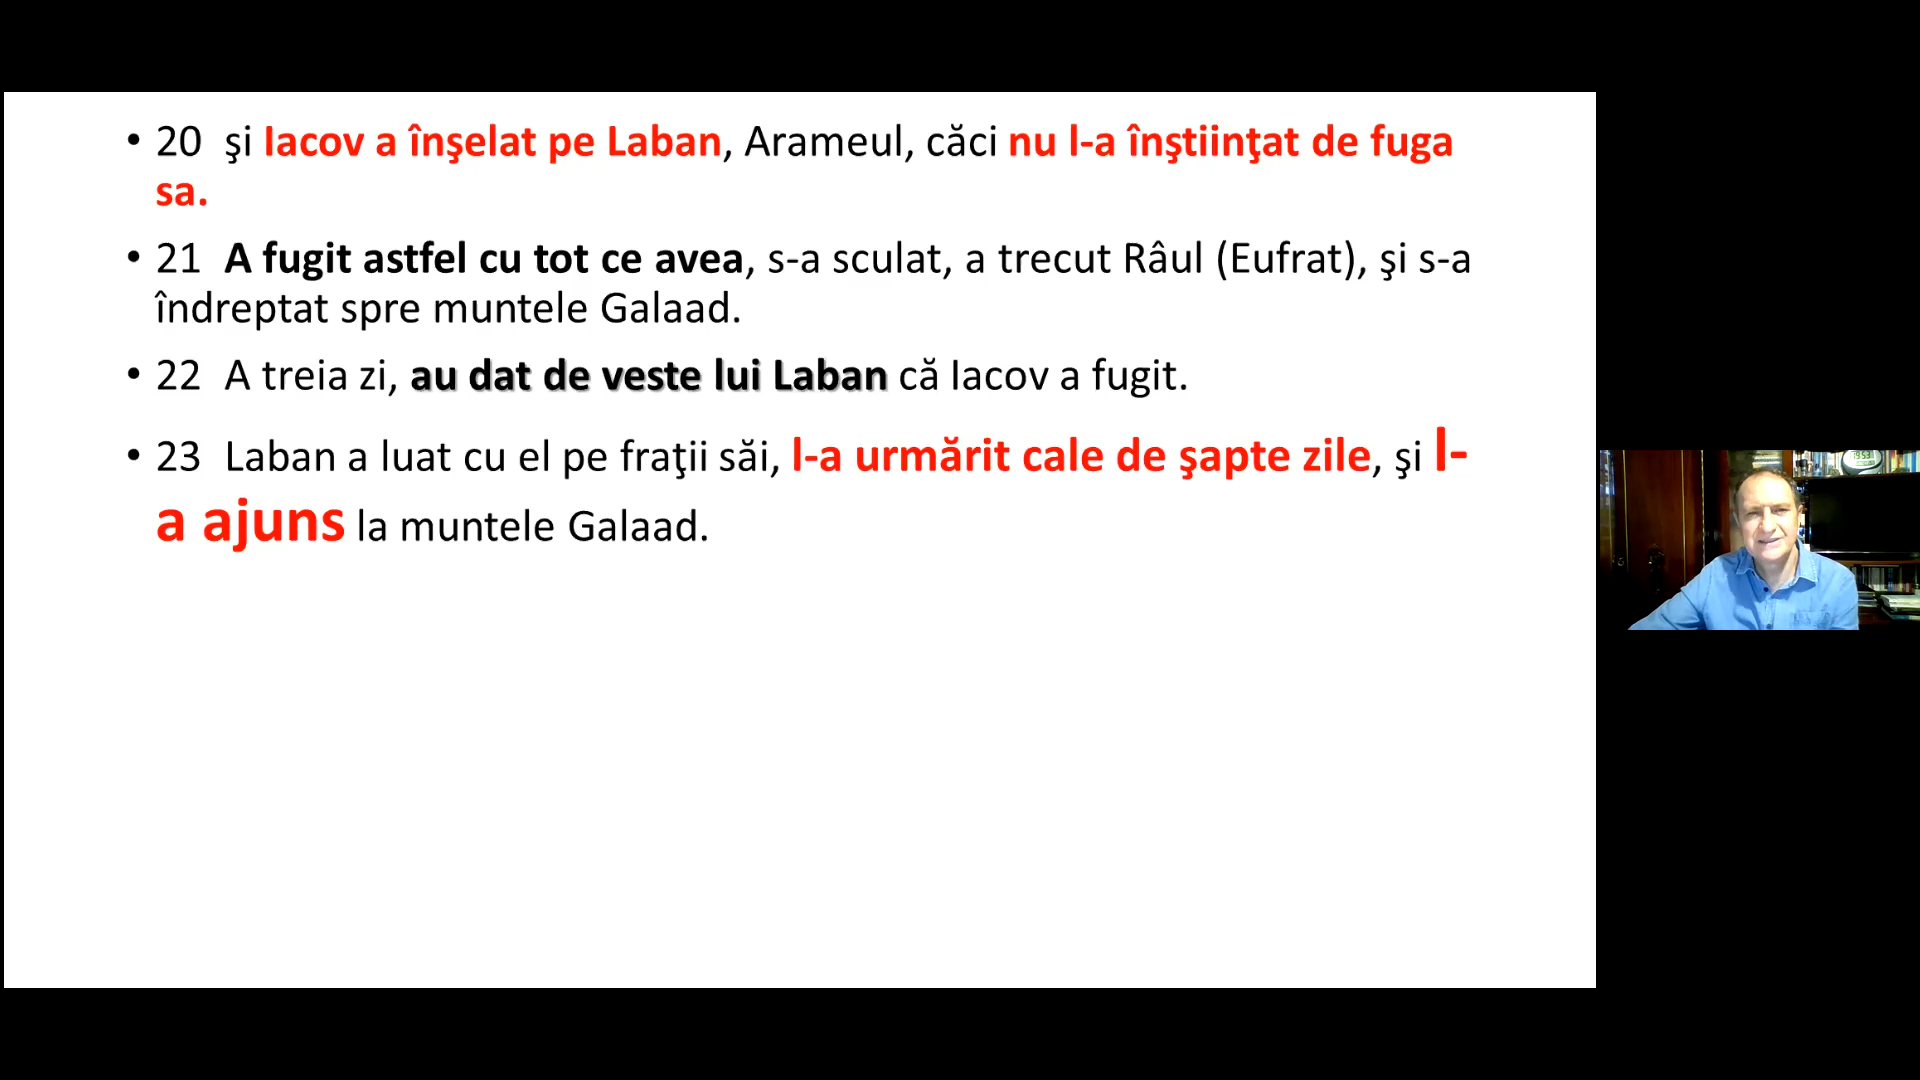 • 20 şi Iacov a înşelat pe Laban, Arameul, căci nu l-a înştiinţat de fuga
sa.
• 21 A fugit astfel cu tot ce avea, s-a sculat, a trecut Râul (Eufrat), şi s-a
îndreptat spre muntele Galaad.
• 22 A treia zi, au dat de veste lui Laban că Iacov a fugit.
• 23 Laban a luat cu el pe fraţii săi, l-a urmărit cale de şapte zile, şi l-
a ajuns la muntele Galaad.